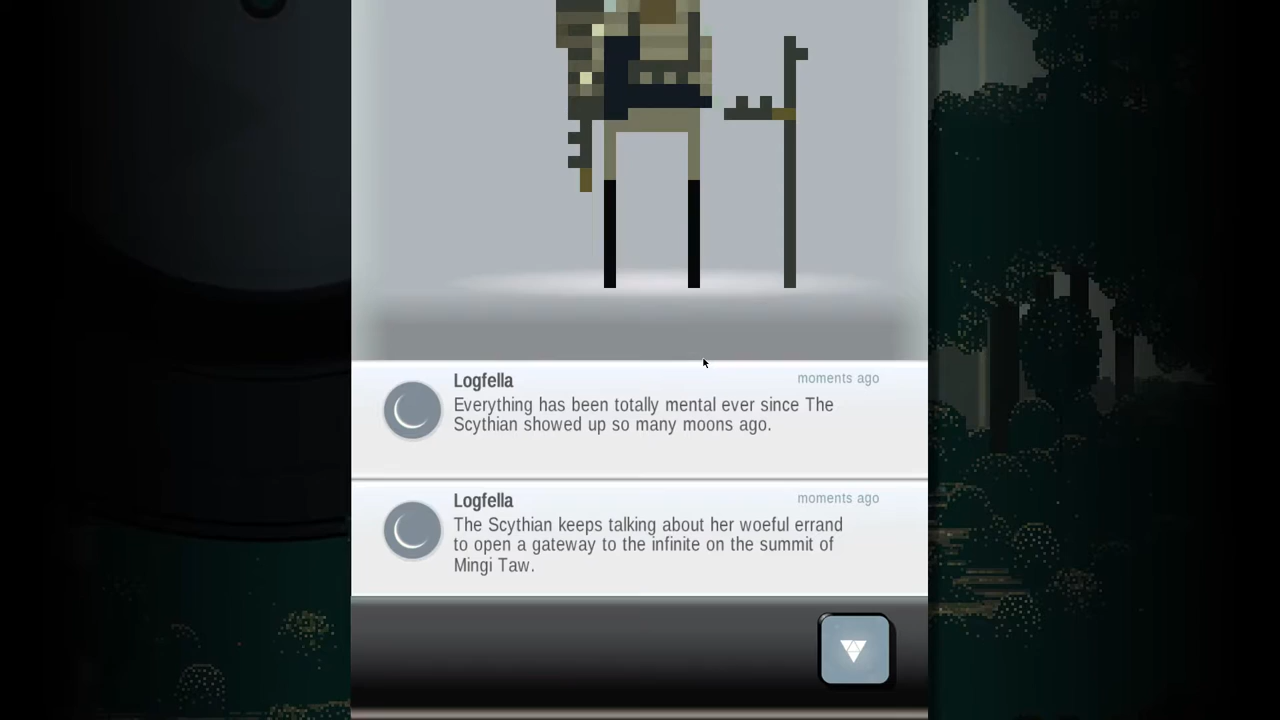 Logfella
moments ago
Everything has been totally mental ever since The
Scythian showed up so many moons ago.
Logfella
moments ago
The Scythian keeps talking about her woeful errand
to open a gateway to the infinite on the summit of
Mingi Taw.